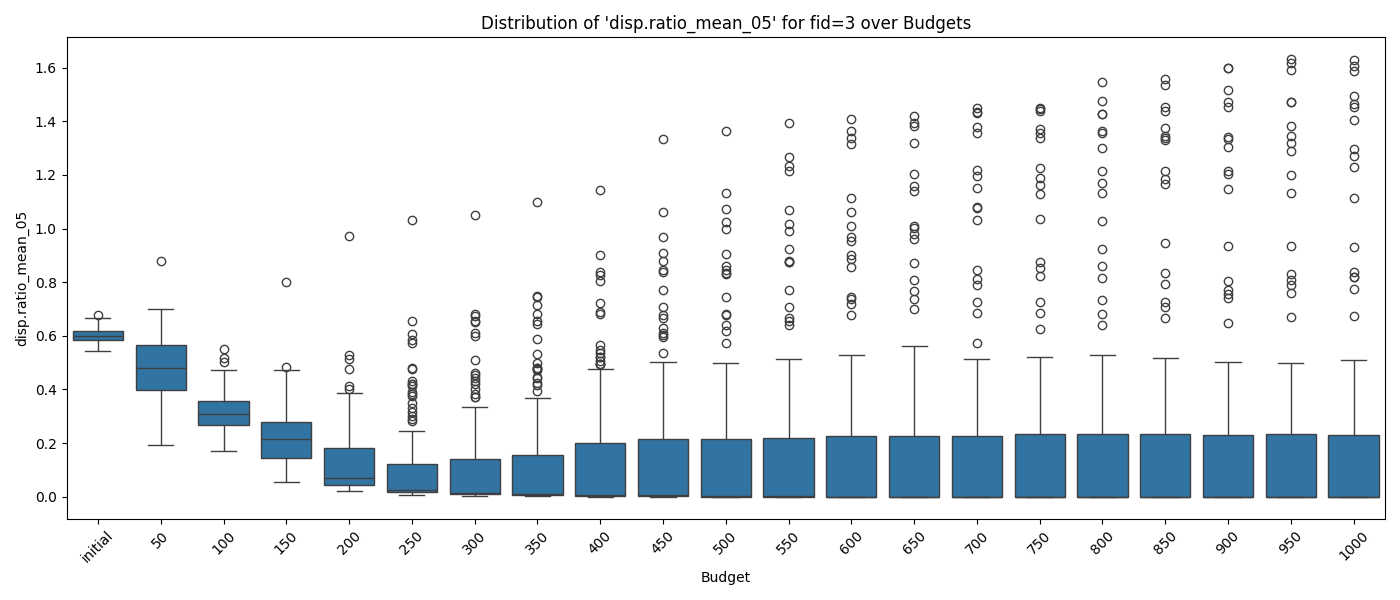 Distribution of 'disp.ratio_mean_05' for fid=3 over Budgets
disp.ratio_mean_05
1.6
1.4
1.2
1.0
0.8
0.6
0.4
0.2
0.0
initial 50 100 150 200 250 300 350 400 450 500 550 600 650 700 750 800 850 900 950 1000
Budget